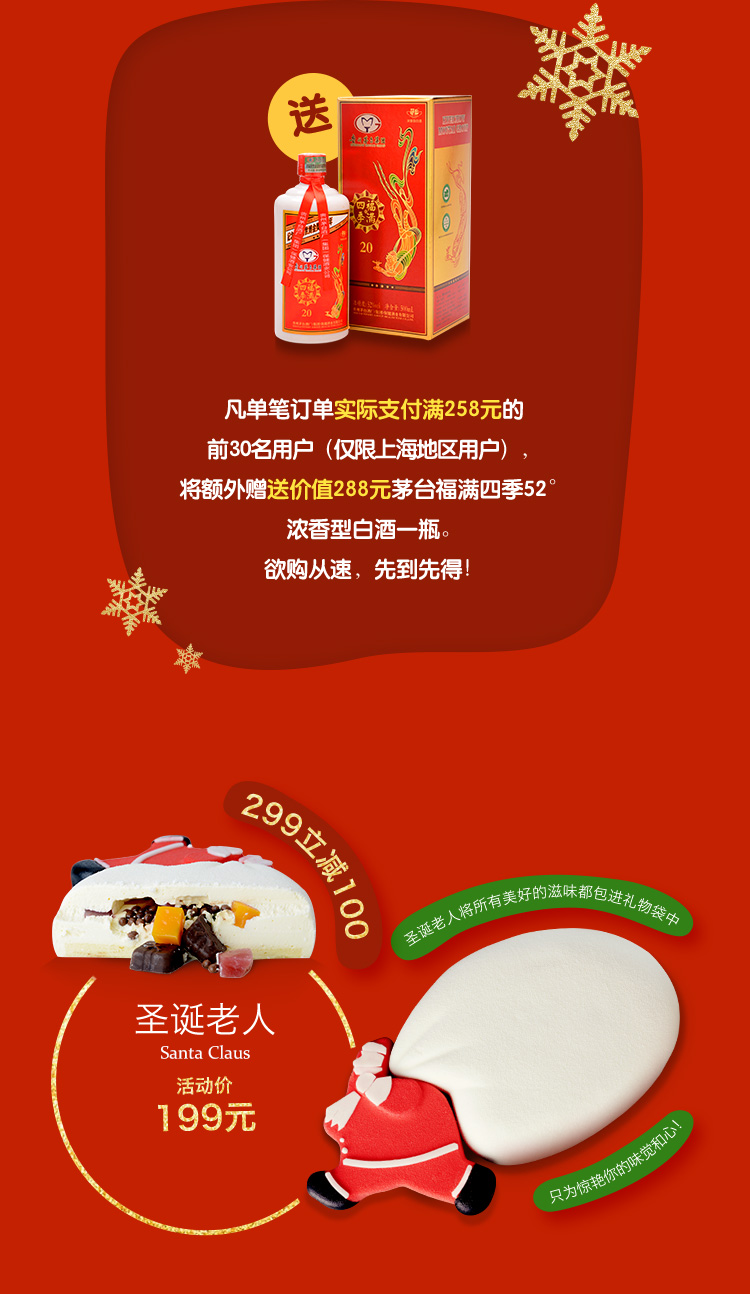 送
四福
季满
20
四福
季满
20
凡单笔订单实际支付满258元的
前30名用户（仅限上海地区用户），
将额外赠送价值288元茅台福满四季52°
浓香型白酒一瓶。
欲购从速，先到先得！
299立减100
圣诞老人将所有美好的滋味都包进礼物袋中
圣诞老人
Santa Claus
活动价
199元
只为惊艳你的味觉和心！